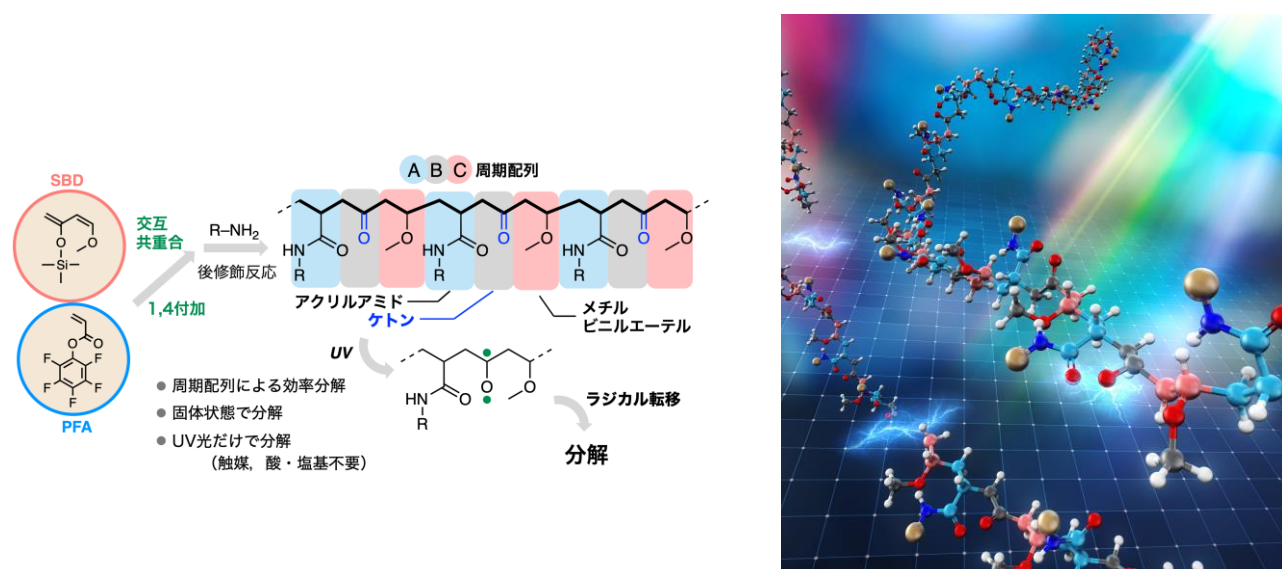 SBD
O
OMe
Si
交互
共重合
1,4付加
O
O
F
F
F
F
F
PFA
R–NH2
後修飾反応
A B C 周期配列
HN O O O HN O O O HN O O O
R R R
アクリルアミド
ケトン
メチル
ビニルエーテル
UV
HN O O O
R
ラジカル転移
分解
● 周期配列による効率分解
● 固体状態で分解
● UV光だけで分解
（触媒，酸・塩基不要）